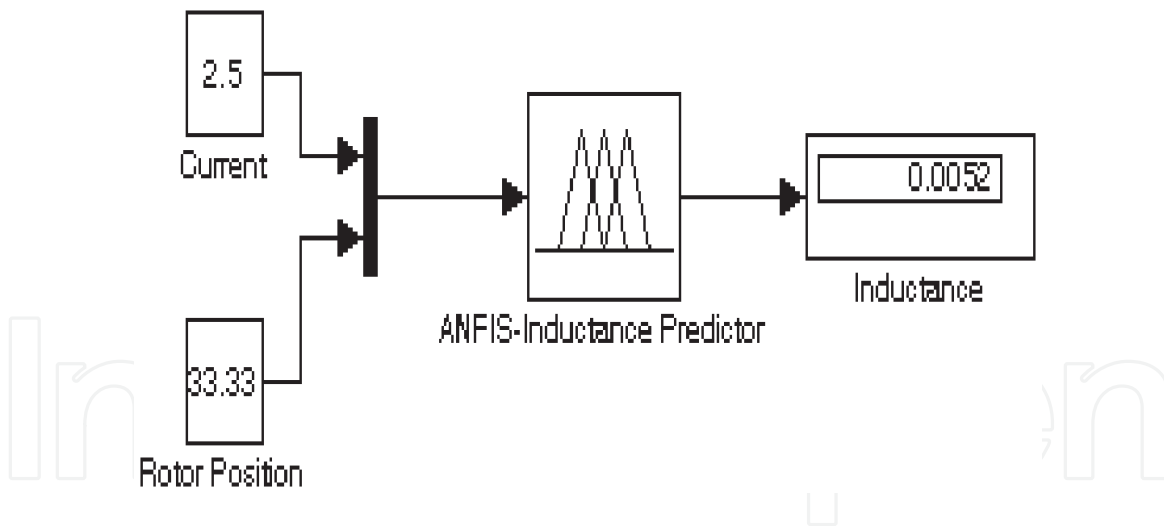 2.5
Current
33.33
Rotor Position
ANFIS-Inductance Predictor
0.0052
Inductance